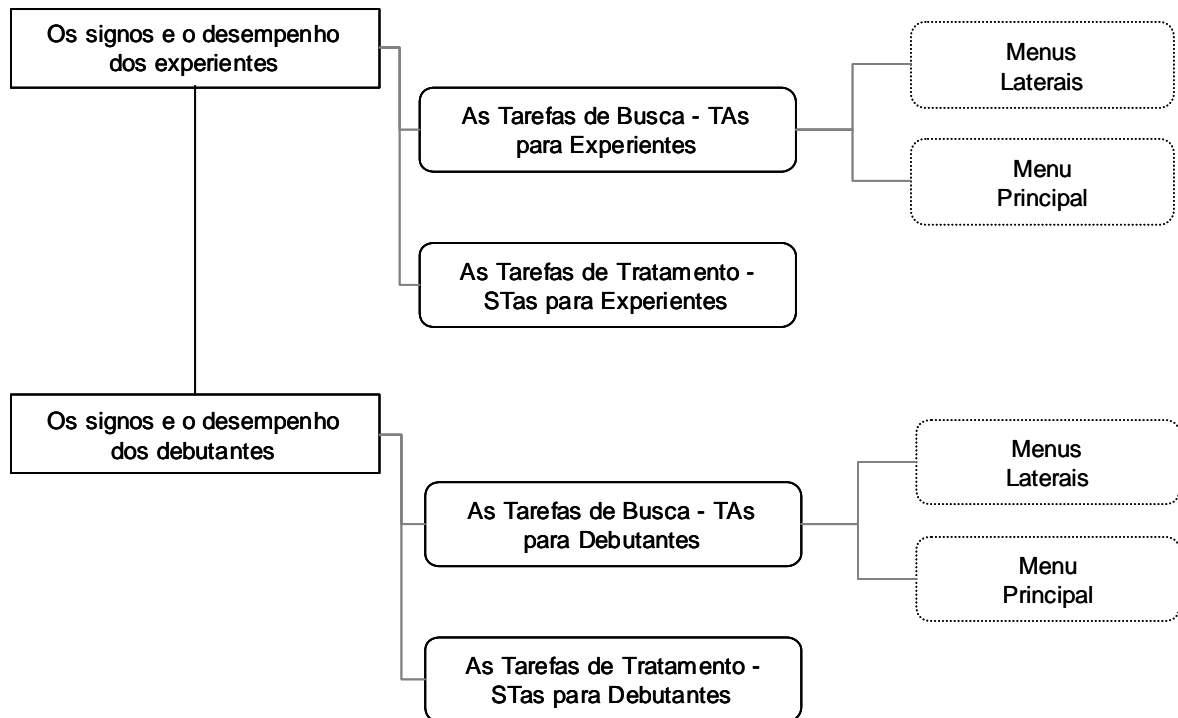 Os signos e o desempenho
dos experientes
As Tarefas de Busca - TAs
para Experientes
Menus
Laterais
Menu
Principal
As Tarefas de Tratamento -
STas para Experientes
Os signos e o desempenho
dos debutantes
As Tarefas de Busca - TAs
para Debutantes
Menus
Laterais
Menu
Principal
As Tarefas de Tratamento -
STas para Debutantes